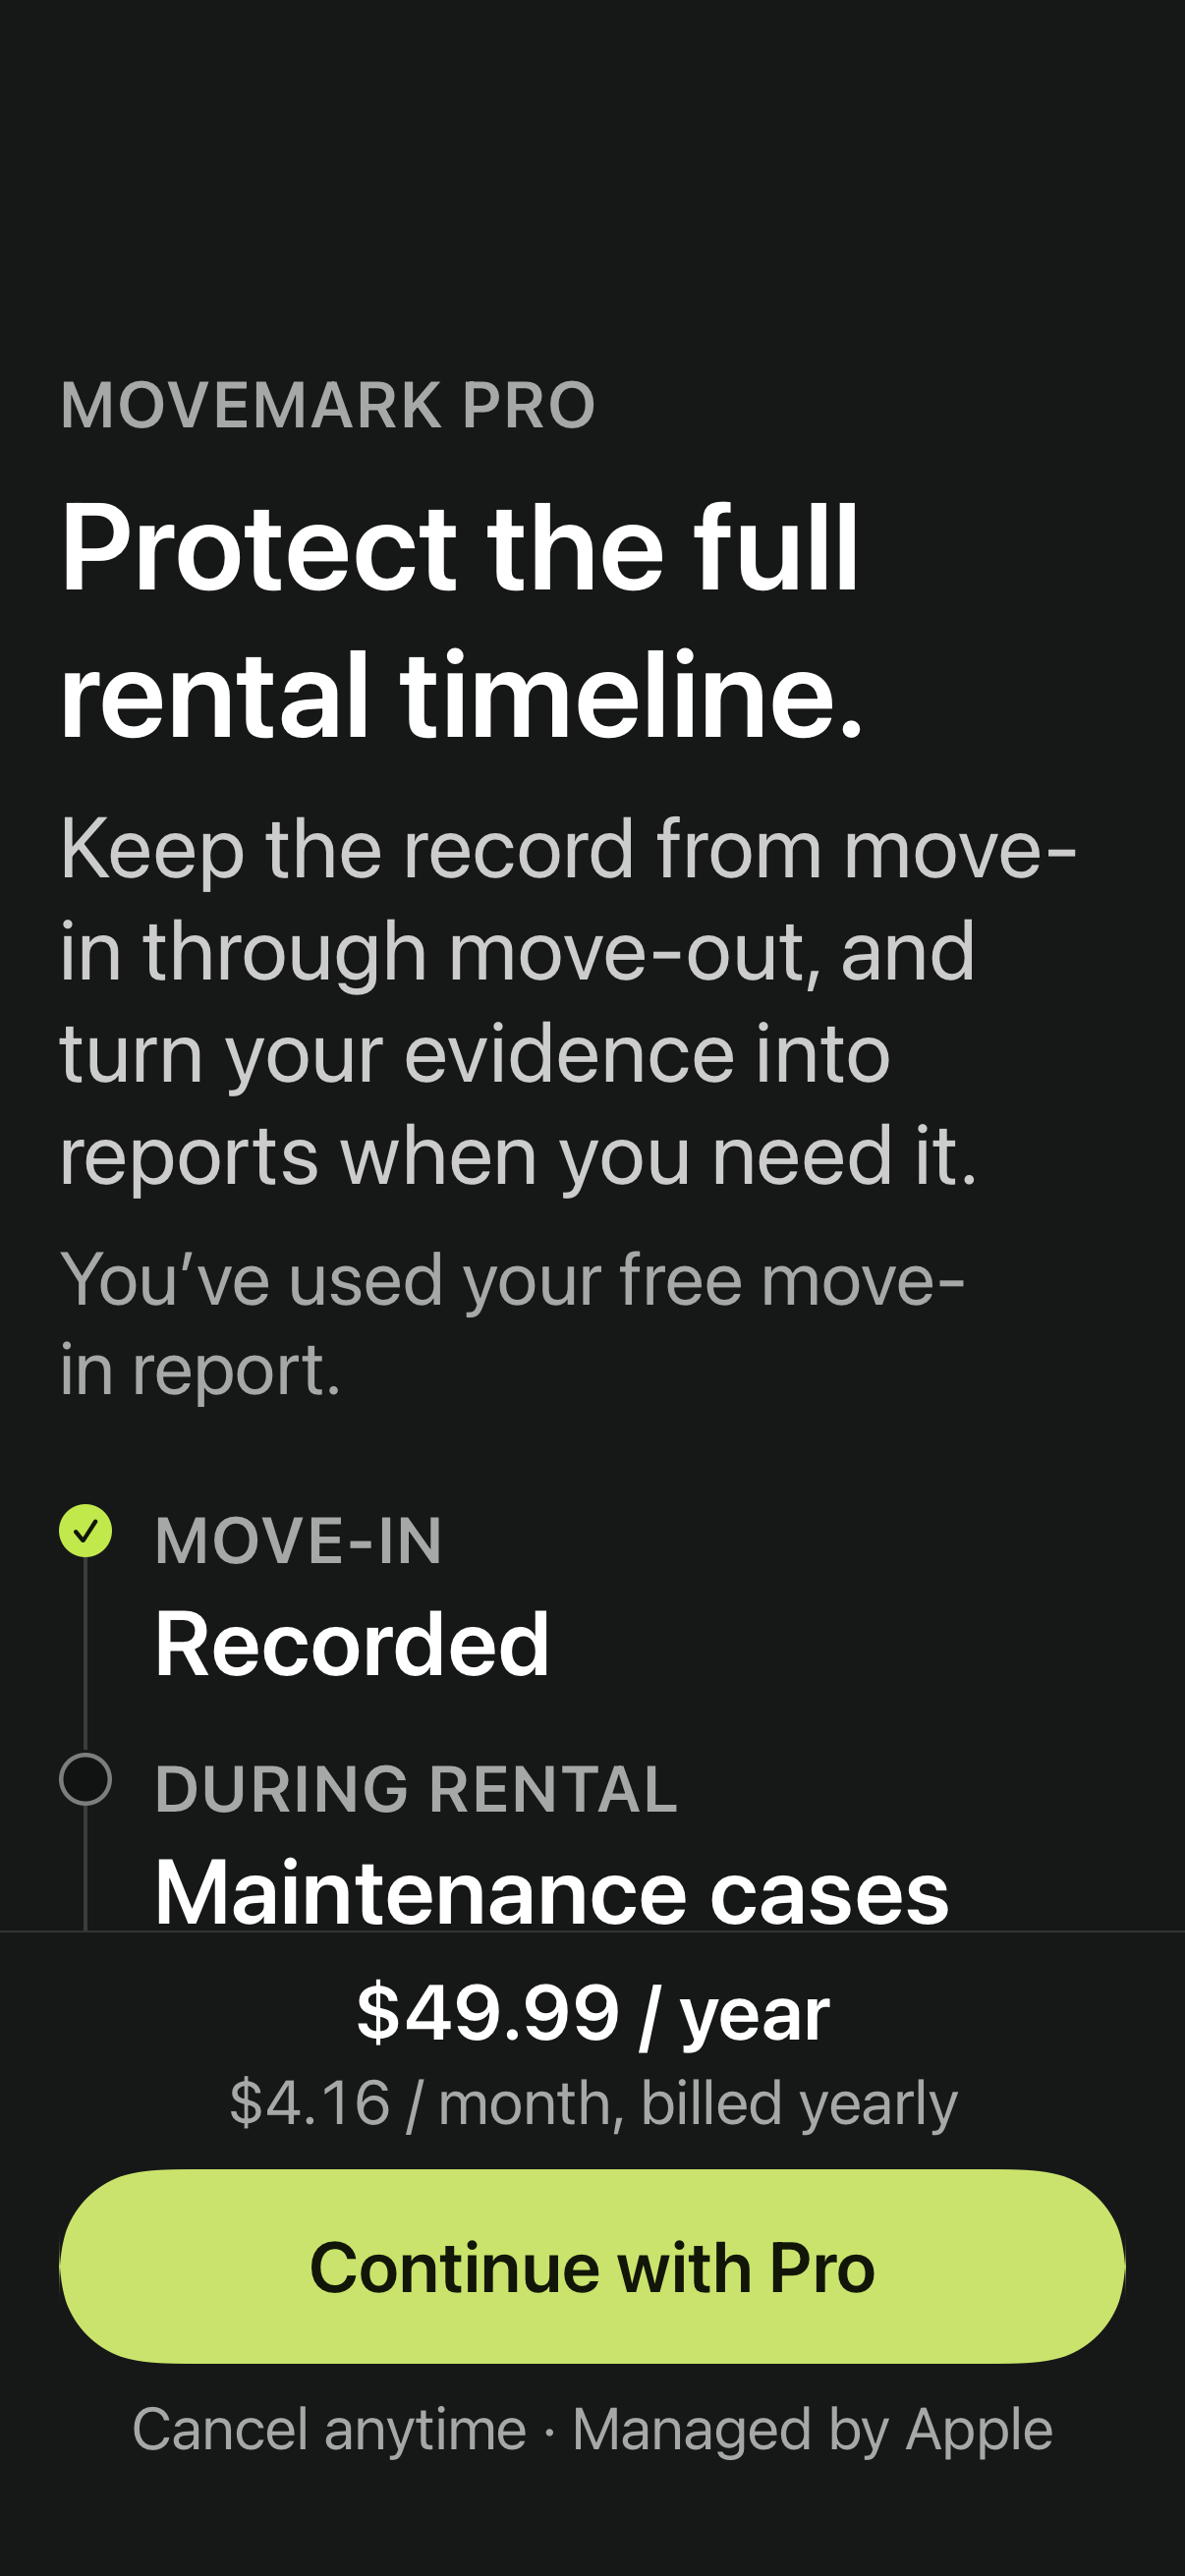 MOVEMARK PRO
Protect the full
rental timeline.
Keep the record from move-
in through move-out, and
turn your evidence into
reports when you need it.
You’ve used your free move-
in report.
MOVE-IN
Recorded
DURING RENTAL
Maintenance cases
$49.99 / year
$4.16 / month, billed yearly
Continue with Pro
Cancel anytime · Managed by Apple